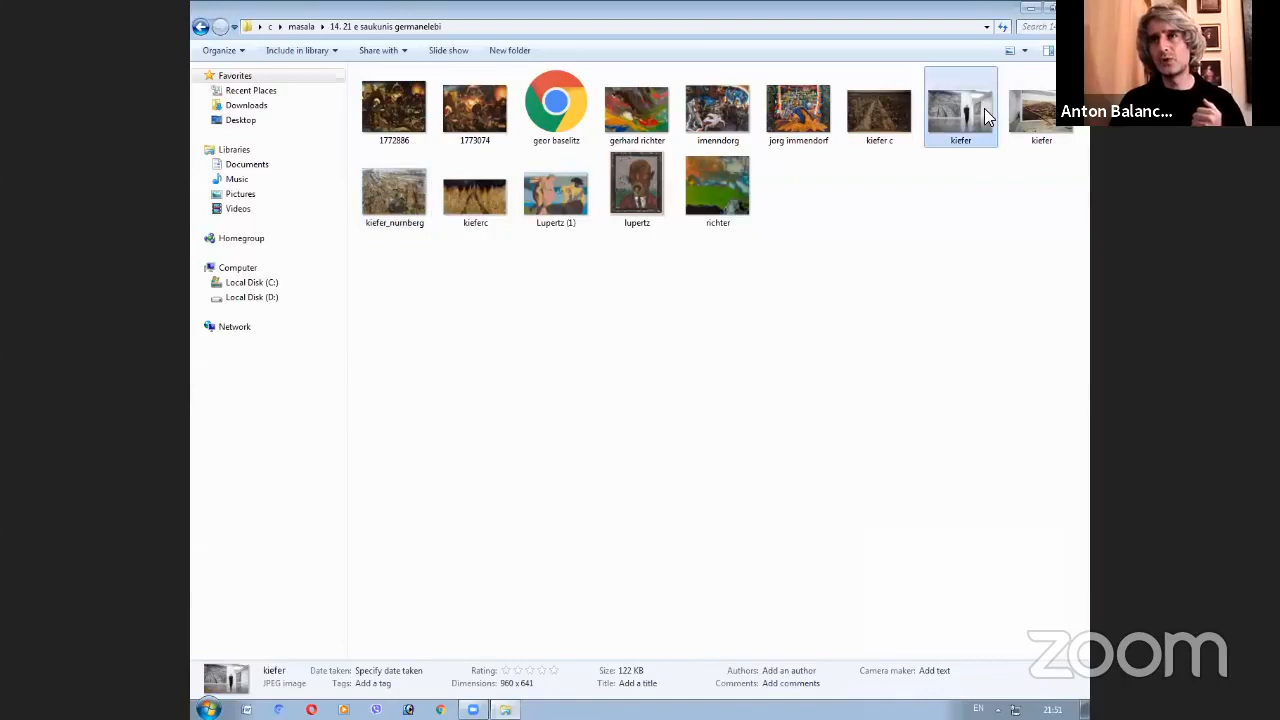 c ▸ masala ▸ 14. 21 e saukunis germanelebi
Search 1
Organize Include in library Share with Slide show New folder
Favorites
Recent Places
Downloads
Desktop
Libraries
Documents
Music
Pictures
Videos
Homegroup
Computer
Local Disk (C:)
Local Disk (D:)
Network
1772886 1773074 geor baselitz gerhard richter imenndorg jorg immendorf kiefer c kiefer kiefer
kiefer_nurnberg kieferc Lupertz (1) lupertz richter
Anton Balanc...
kiefer Date taken: Specify date taken Rating: Size: 122 KB Authors: Add an author Camera maker: Add text
JPEG image Tags: Add a tag Dimensions: 960 x 641 Title: Add a title Comments: Add comments
zoom
EN 21:51